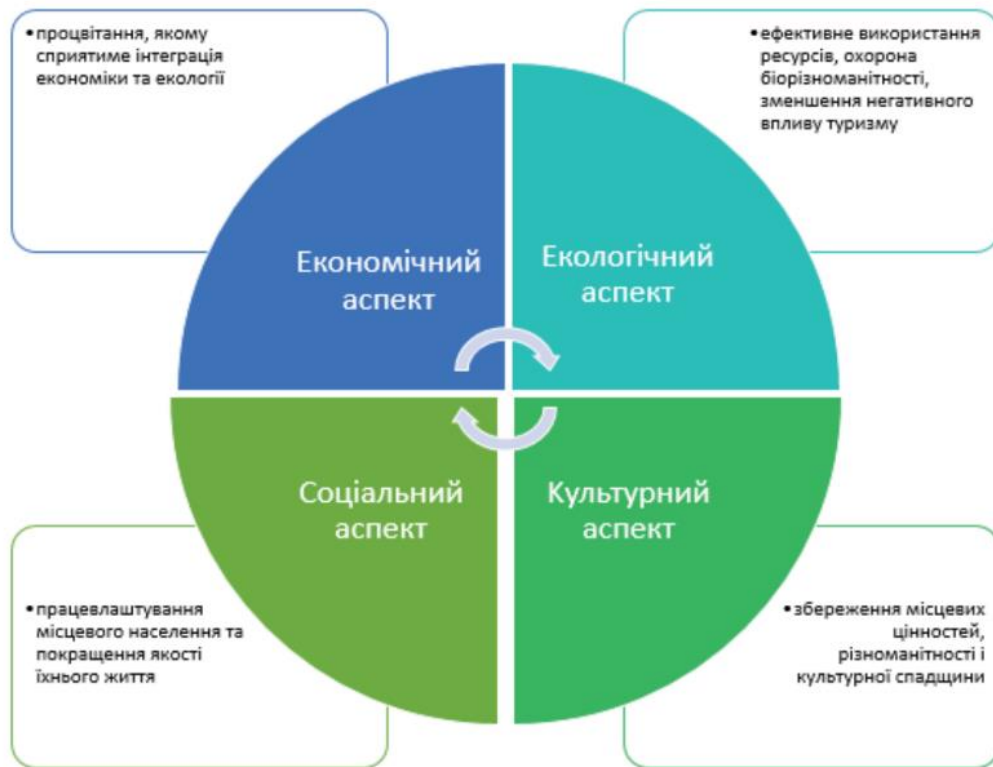 •процвітання, якому
сприятиме інтеграція
економіки та екології
•ефективне використання
ресурсів, охорона
біорізноманітності,
зменшення негативного
впливу туризму
Економічний
аспект
Екологічний
аспект
Соціальний
аспект
Культурний
аспект
•працевлаштування
місцевого населення та
покращення якості
їхнього життя
•збереження місцевих
цінностей,
різноманітності і
культурної спадщини